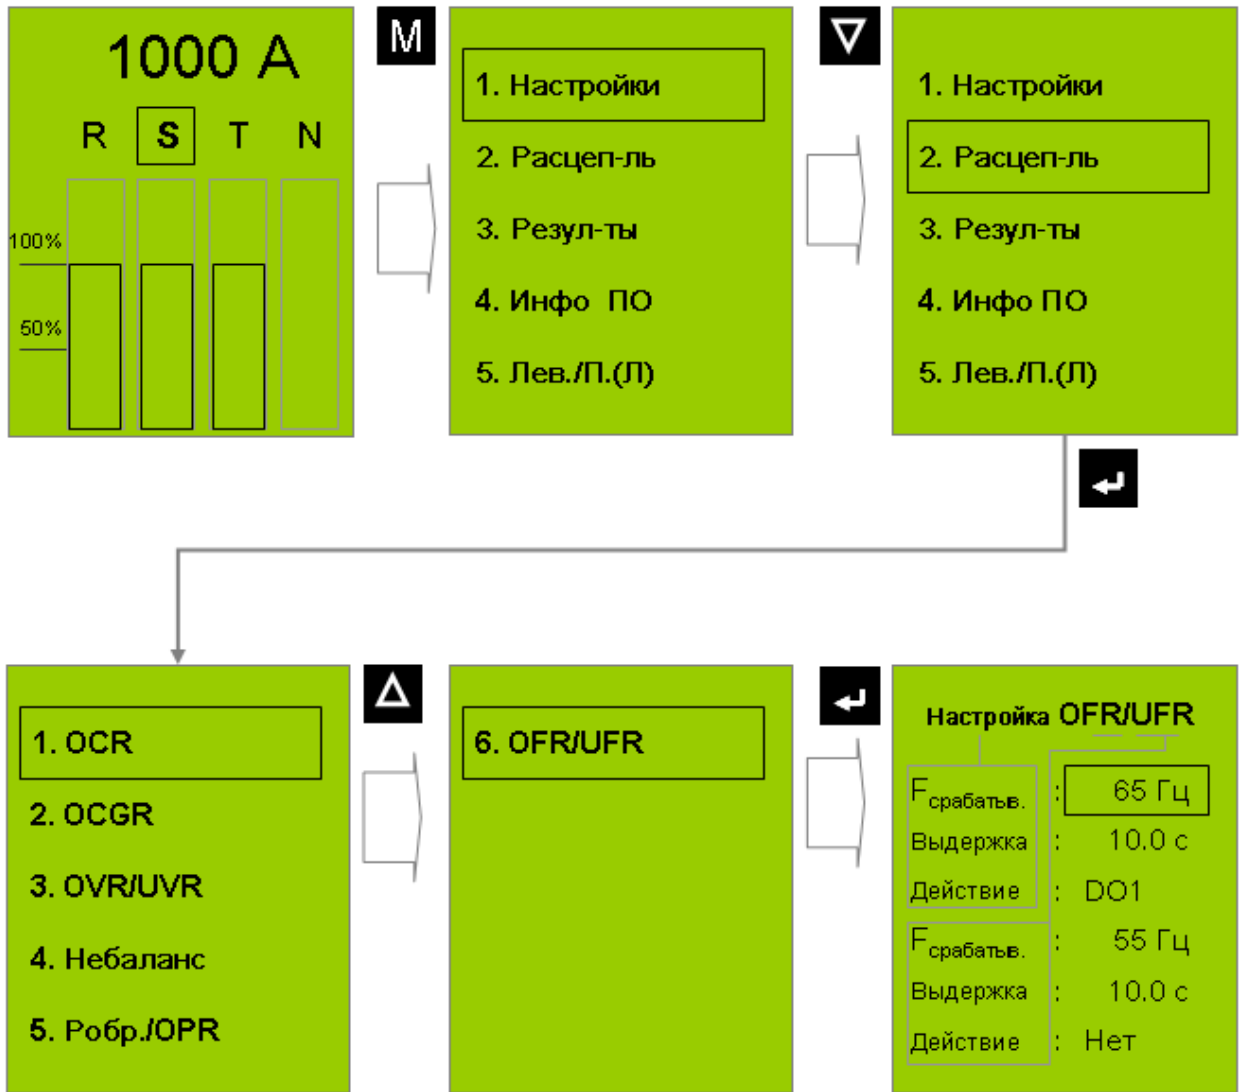 1000 A
R S T N
100%
50%
M
1. Настройки
2. Расцеп-ль
3. Резул-ты
4. Инфо ПО
5. Лев./П.(Л)
1. Настройки
2. Расцеп-ль
3. Резул-ты
4. Инфо ПО
5. Лев./П.(Л)
1. OCR
2. OCGR
3. OVR/UVR
4. Небаланс
5. Pобр./OPR
6. OFR/UFR
Настройка OFR/UFR
Fсрабатыв. : 65 Гц
Выдержка : 10.0 с
Действие : DO1
Fсрабатыв. : 55 Гц
Выдержка : 10.0 с
Действие : Нет